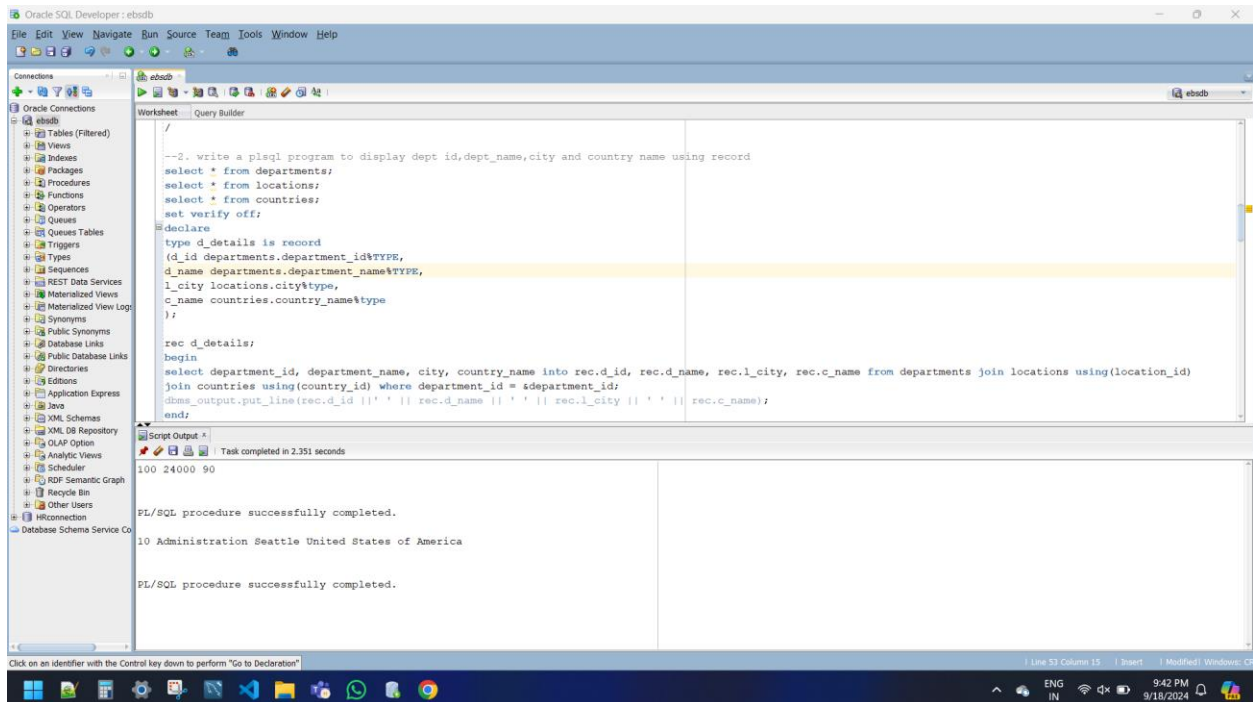 Oracle SQL Developer : ebsdb
File Edit View Navigate Run Source Team Tools Window Help
Connections
ebsdb
ebsdb
Oracle Connections
ebsdb
Tables (Filtered)
Views
Indexes
Packages
Procedures
Functions
Operators
Queues
Queues Tables
Triggers
Types
Sequences
REST Data Services
Materialized Views
Materialized View Logs
Synonyms
Public Synonyms
Database Links
Public Database Links
Directories
Editions
Application Express
Java
XML Schemas
XML DB Repository
OLAP Option
Analytic Views
Scheduler
RDF Semantic Graph
Recycle Bin
Other Users
HRconnection
Database Schema Service Co
Worksheet Query Builder
/
--2. write a plsql program to display dept id,dept_name,city and country name using record
select * from departments;
select * from locations;
select * from countries;
set verify off;
declare
type d_details is record
(d_id departments.department_id%TYPE,
d_name departments.department_name%TYPE,
l_city locations.city%type,
c_name countries.country_name%type
);
rec d_details;
begin
select department_id, department_name, city, country_name into rec.d_id, rec.d_name, rec.l_city, rec.c_name from departments join locations using(location_id)
join countries using(country_id) where department_id = &department_id;
dbms_output.put_line(rec.d_id ||' ' || rec.d_name || ' ' || rec.l_city || ' ' || rec.c_name);
end;
Script Output ×
Task completed in 2.351 seconds
100 24000 90
PL/SQL procedure successfully completed.
10 Administration Seattle United States of America
PL/SQL procedure successfully completed.
Click on an identifier with the Control key down to perform "Go to Declaration"
Line 53 Column 15 | Insert | Modified| Windows: CR
ENG
IN
9:42 PM
9/18/2024